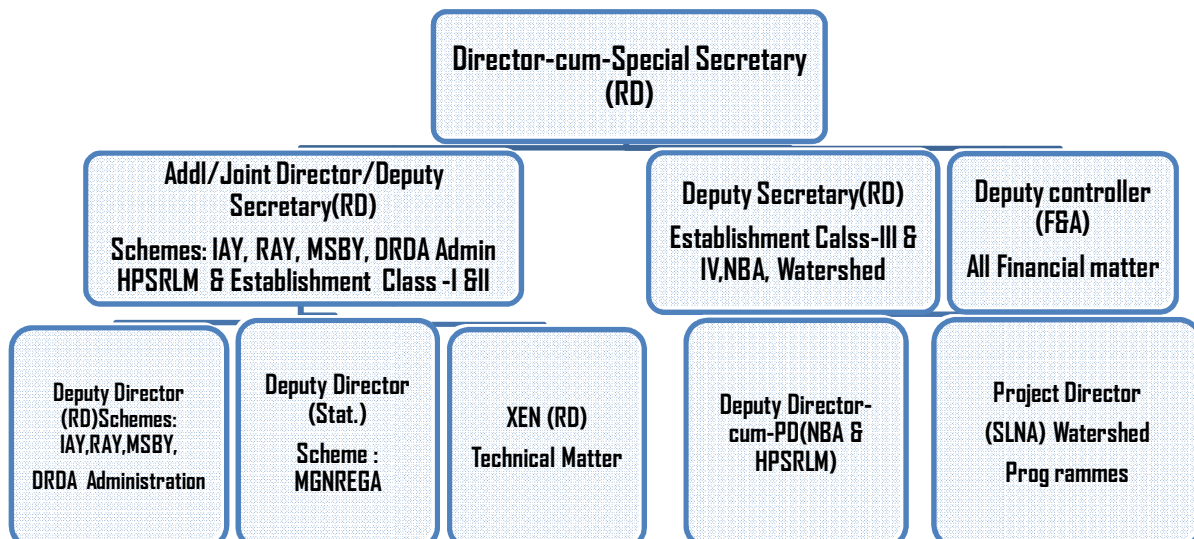 Director-cum-Special Secretary
(RD)
Addl/Joint Director/Deputy
Secretary(RD)
Schemes: IAY, RAY, MSBY, DRDA Admin
HPSRLM & Establishment Class -I &II
Deputy Secretary(RD)
Establishment Calss-III &
IV,NBA, Watershed
Deputy controller
(F&A)
All Financial matter
Deputy Director
(RD)Schemes:
IAY,RAY,MSBY,
DRDA Administration
Deputy Director
(Stat.)
Scheme :
MGNREGA
XEN (RD)
Technical Matter
Deputy Director-
cum-PD(NBA &
HPSRLM)
Project Director
(SLNA) Watershed
Prog rammes